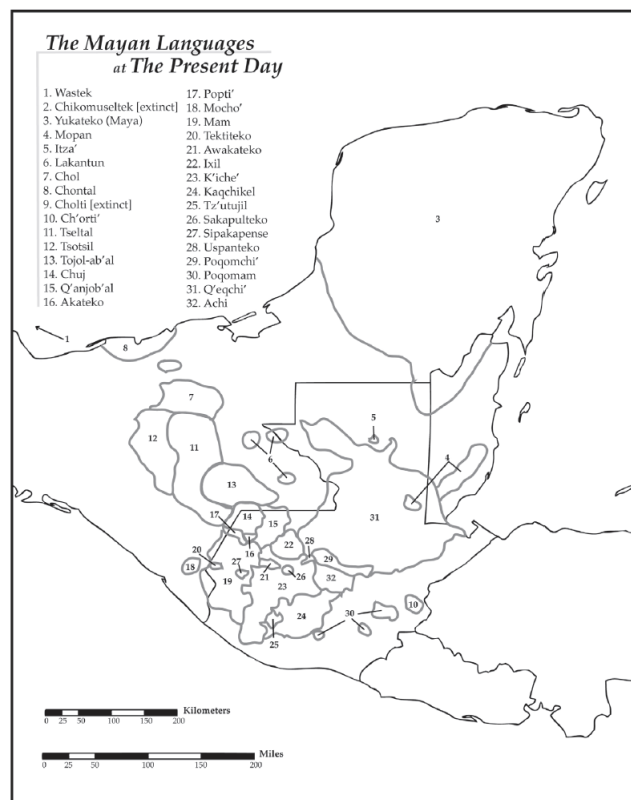 The Mayan Languages
at The Present Day
1. Wastek
2. Chikomuseltek [extinct]
3. Yukateko (Maya)
4. Mopan
5. Itza'
6. Lakantun
7. Chol
8. Chontal
9. Cholti [extinct]
10. Ch'orti'
11. Tseltal
12. Tsotsil
13. Tojol-ab'al
14. Chuj
15. Q'anjob'al
16. Akateko
17. Popti'
18. Mocho'
19. Mam
20. Tektiteko
21. Awakateko
22. Ixil
23. K'iche'
24. Kaqchikel
25. Tz'utujil
26. Sakapulteko
27. Sipakapense
28. Uspanteko
29. Poqomchi'
30. Poqomam
31. Q'eqchi'
32. Achi
3
1
8
7
5
12
11
6
4
13
17
14
15
31
20
16
22
28
29
18
27
19
21
23
26
32
24
30
10
25
Kilometers
0 25 50 100 150 200
Miles
0 25 50 100 150 200